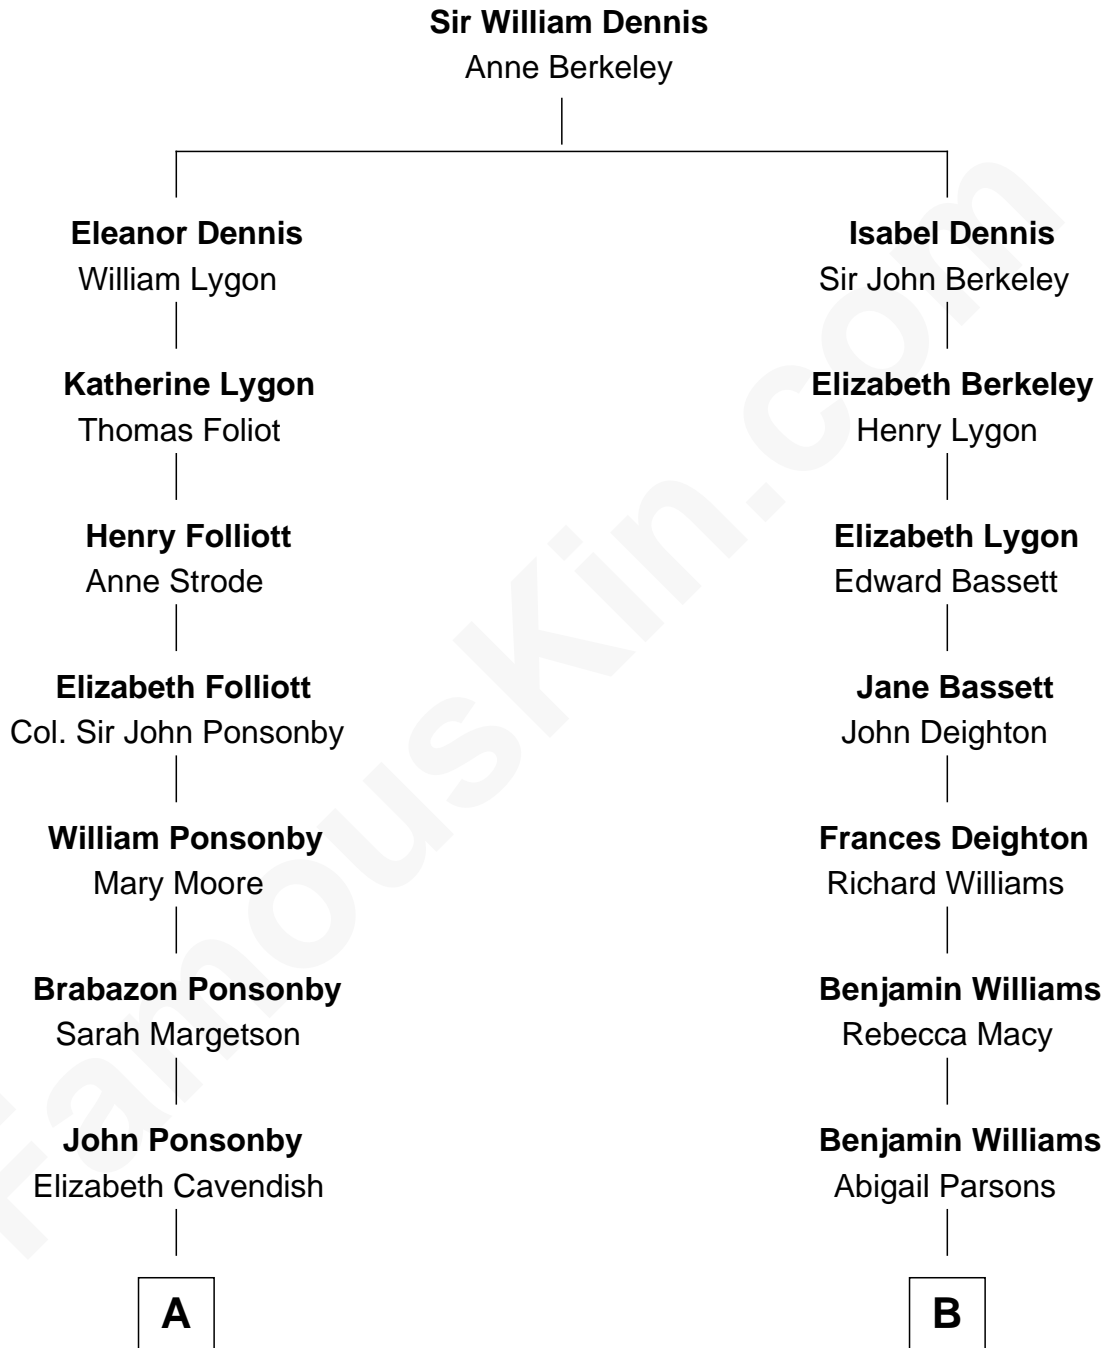 Sir William Dennis
Anne Berkeley
Eleanor Dennis
William Lygon
Isabel Dennis
Sir John Berkeley
Katherine Lygon
Thomas Foliot
Elizabeth Berkeley
Henry Lygon
Henry Folliott
Anne Strode
Elizabeth Lygon
Edward Bassett
Elizabeth Folliott
Col. Sir John Ponsonby
Jane Bassett
John Deighton
William Ponsonby
Mary Moore
Frances Deighton
Richard Williams
Brabazon Ponsonby
Sarah Margetson
Benjamin Williams
Rebecca Macy
John Ponsonby
Elizabeth Cavendish
Benjamin Williams
Abigail Parsons
A
B
FamousKin.com